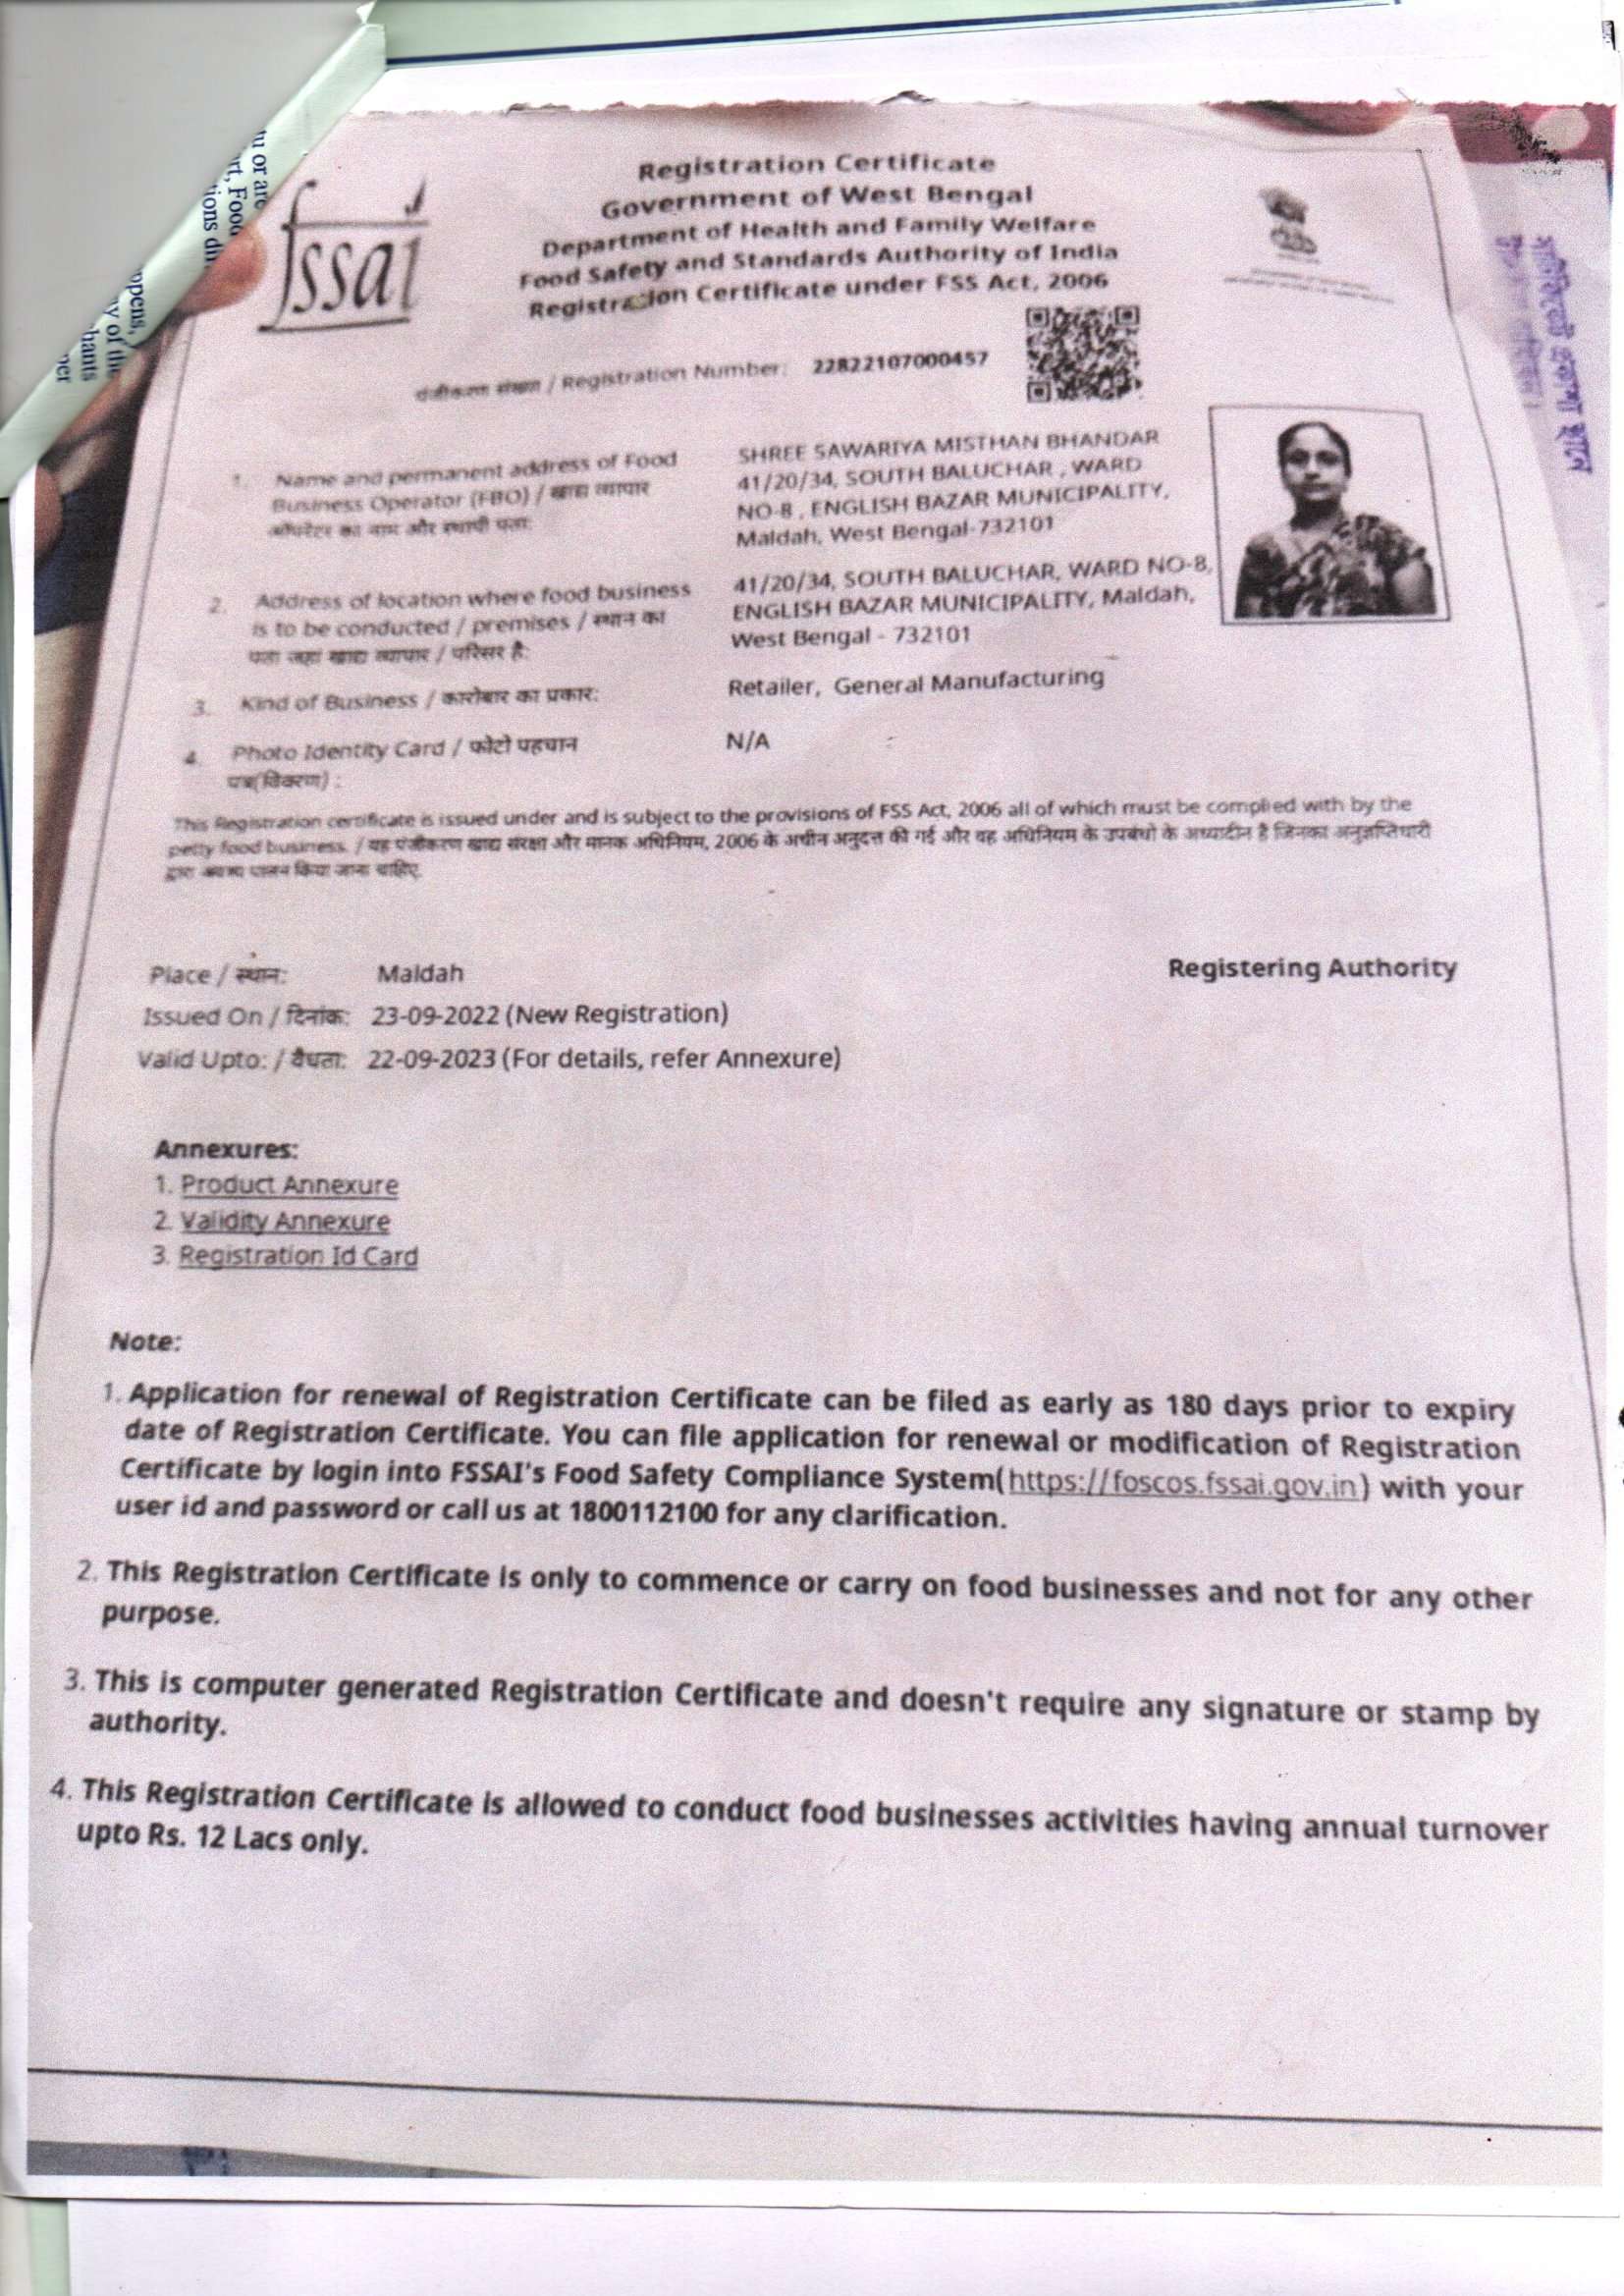 Registration Certificate
Government of West Bengal
Department of Health and Family Welfare
Food Safety and Standards Authority of India
Registration Certificate under FSS Act, 2006
fssai
पंजीकरण संख्या / Registration Number: 22822107000457
1. Name and permanent address of Food
Business Operator (FBO) / खाद्य व्यापार
ऑपरेटर का नाम और स्थायी पता:
SHREE SAWARIYA MISTHAN BHANDAR
41/20/34, SOUTH BALUCHAR , WARD
NO-8 , ENGLISH BAZAR MUNICIPALITY,
Maldah, West Bengal-732101
2. Address of location where food business
is to be conducted / premises / स्थान का
पता जहां खाद्य व्यापार / परिसर है:
41/20/34, SOUTH BALUCHAR, WARD NO-8,
ENGLISH BAZAR MUNICIPALITY, Maldah,
West Bengal - 732101
3. Kind of Business / कारोबार का प्रकार:
Retailer, General Manufacturing
4. Photo Identity Card / फोटो पहचान
पत्र(विवरण) :
N/A
This Registration certificate is issued under and is subject to the provisions of FSS Act, 2006 all of which must be complied with by the
petty food business. / यह पंजीकरण खाद्य संरक्षा और मानक अधिनियम, 2006 के अधीन अनुदत्त की गई और वह अधिनियम के उपबंधो के अध्याधीन है जिनका अनुज्ञप्तिधारी
द्वारा पालन किया जाना चाहिए.
Place / स्थान: Maldah
Registering Authority
Issued On / दिनांक: 23-09-2022 (New Registration)
Valid Upto: / वैधता: 22-09-2023 (For details, refer Annexure)
Annexures:
1. Product Annexure
2. Validity Annexure
3. Registration Id Card
Note:
1. Application for renewal of Registration Certificate can be filed as early as 180 days prior to expiry
date of Registration Certificate. You can file application for renewal or modification of Registration
Certificate by login into FSSAI's Food Safety Compliance System(https://foscos.fssai.gov.in) with your
user id and password or call us at 1800112100 for any clarification.
2. This Registration Certificate is only to commence or carry on food businesses and not for any other
purpose.
3. This is computer generated Registration Certificate and doesn't require any signature or stamp by
authority.
4. This Registration Certificate is allowed to conduct food businesses activities having annual turnover
upto Rs. 12 Lacs only.